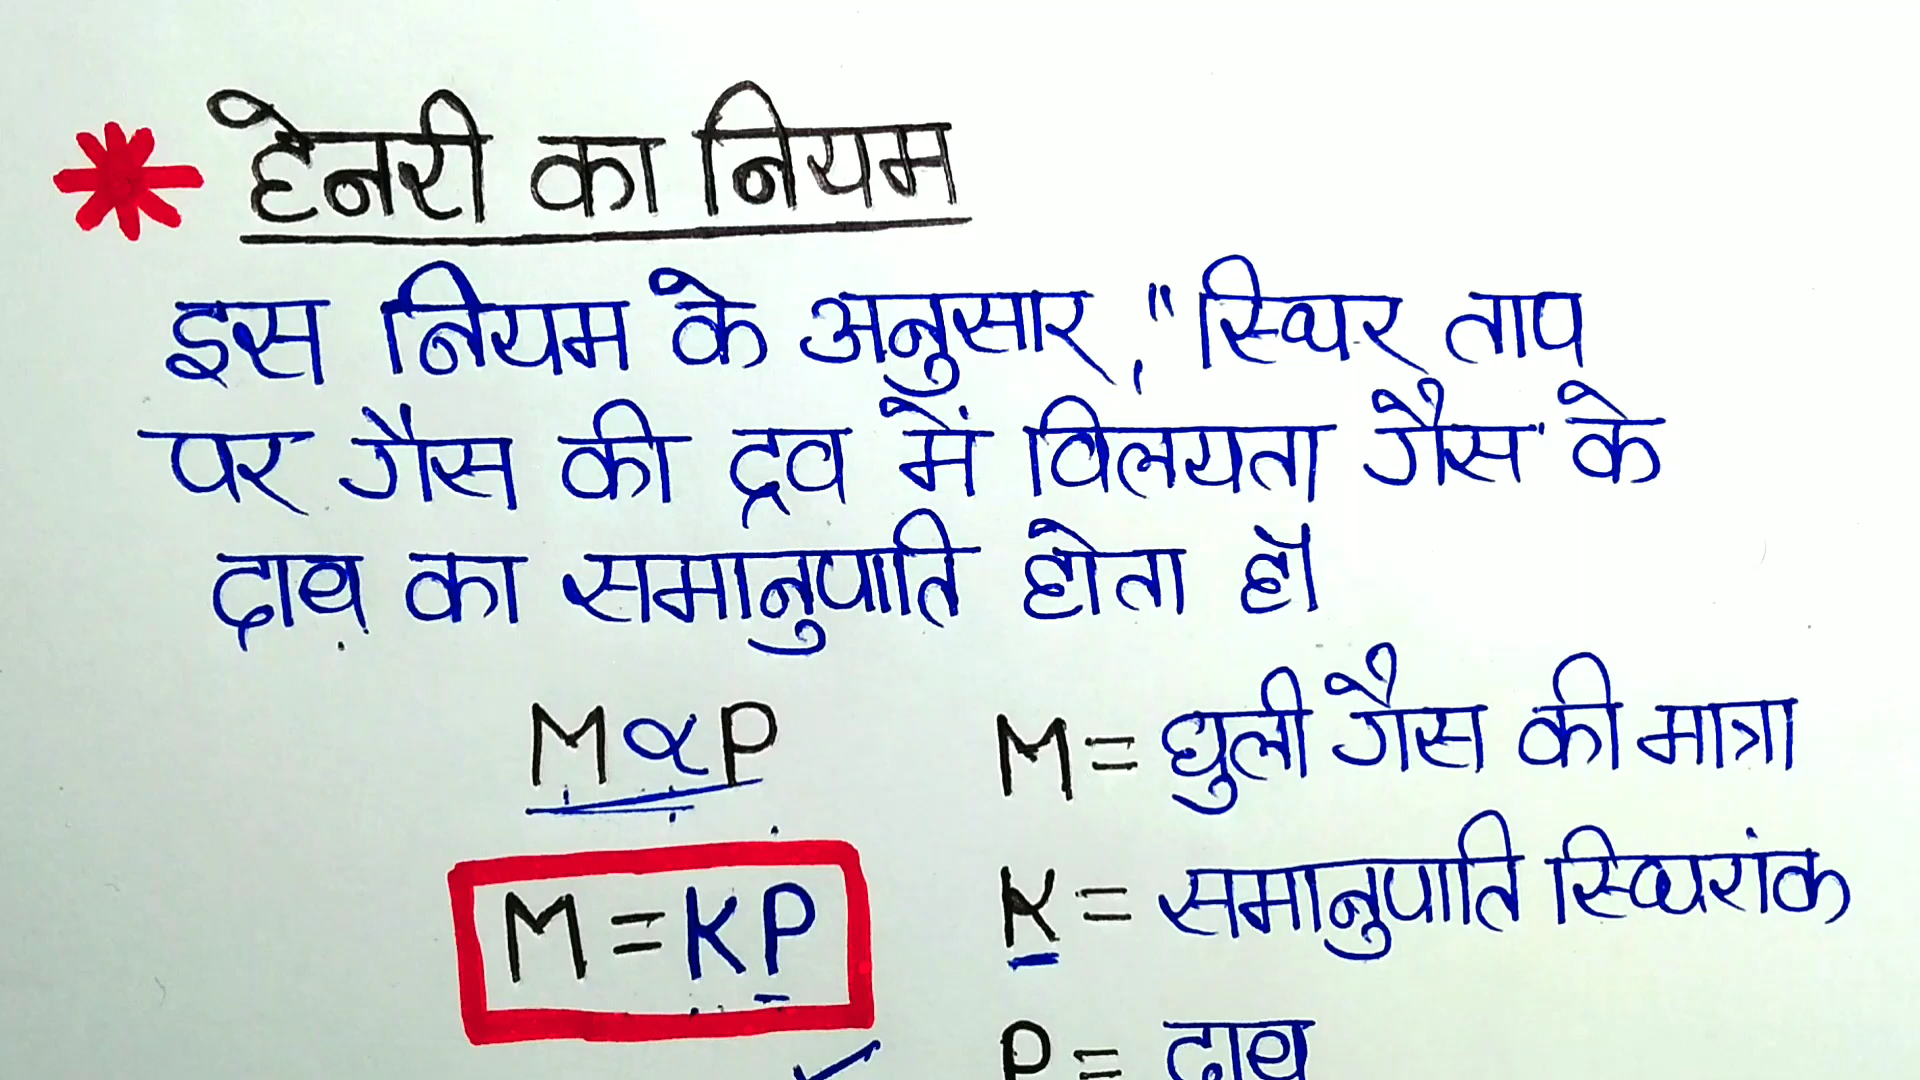 हेनरी का नियम
इस नियम के अनुसार, "स्थिर ताप
पर गैस की द्रव में विलयता गैस के
दाब का समानुपाति होता है
M ∝ P
M = घुली गैस की मात्रा
M = KP
K = समानुपाति स्थिरांक
P = दाब